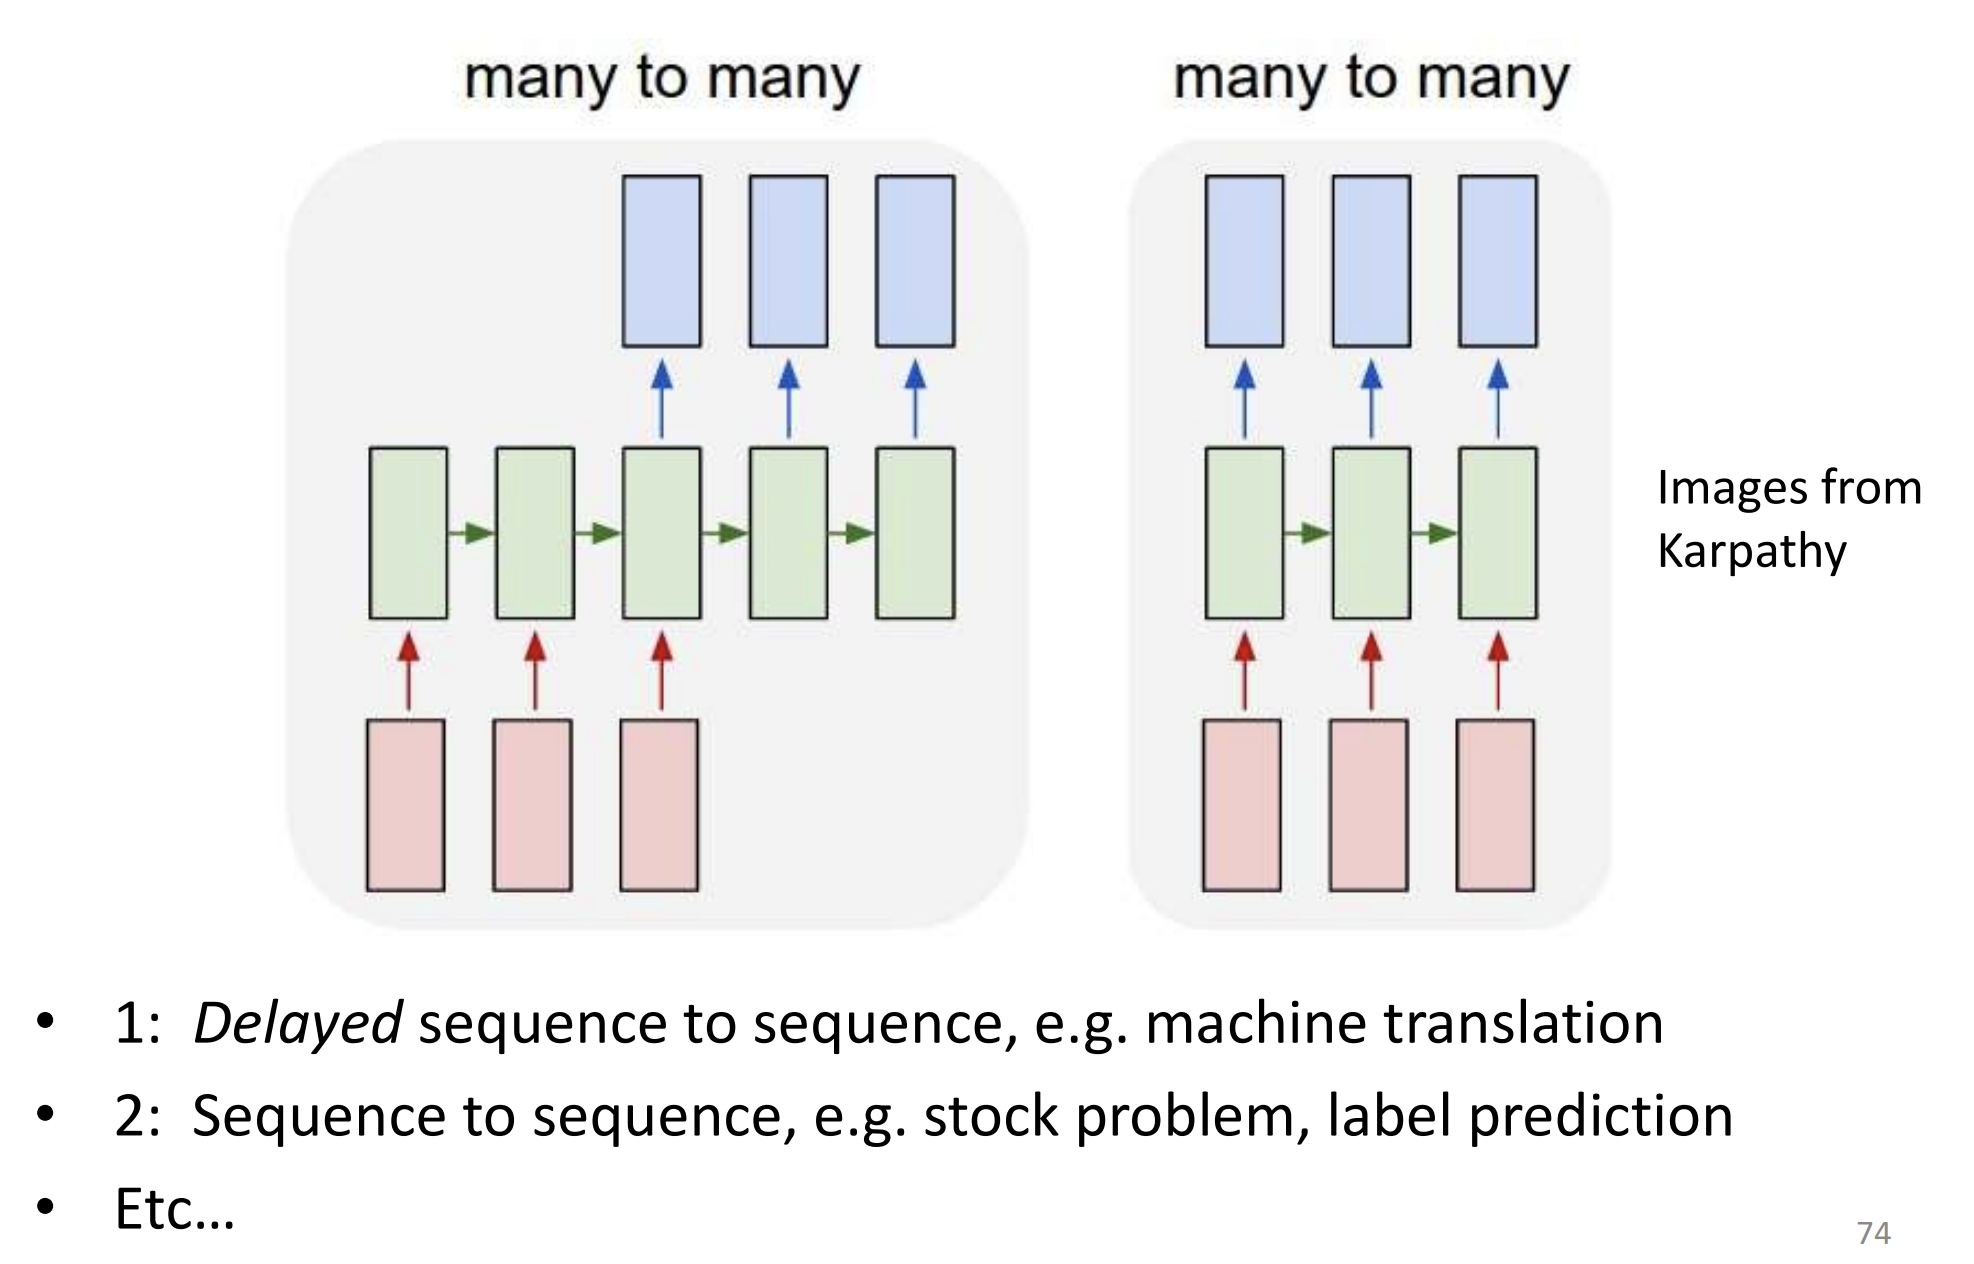 many to many
many to many
Images from
Karpathy
• 1: Delayed sequence to sequence, e.g. machine translation
• 2: Sequence to sequence, e.g. stock problem, label prediction
• Etc…
74